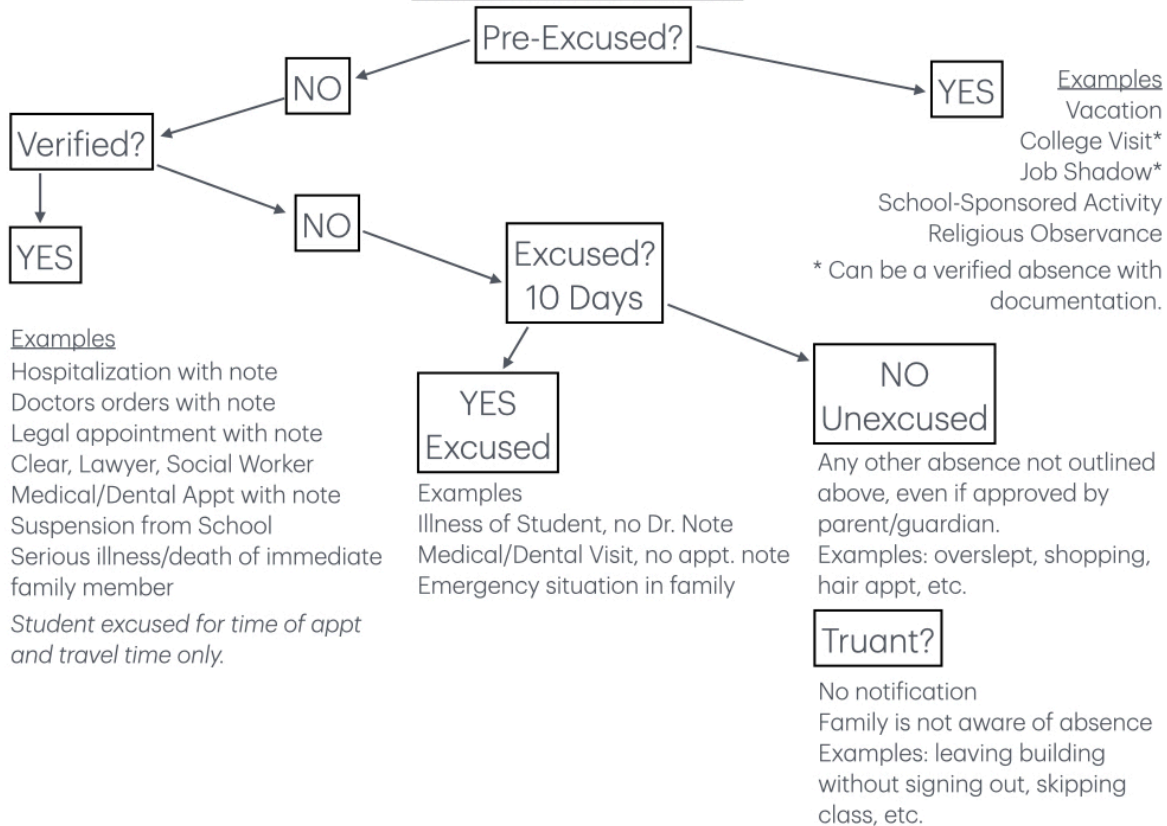 Pre-Excused?
NO
YES
Examples
Vacation
College Visit*
Job Shadow*
School-Sponsored Activity
Religious Observance
* Can be a verified absence with
documentation.
Verified?
YES
Examples
Hospitalization with note
Doctors orders with note
Legal appointment with note
Clear, Lawyer, Social Worker
Medical/Dental Appt with note
Suspension from School
Serious illness/death of immediate
family member
Student excused for time of appt
and travel time only.
NO
Excused?
10 Days
YES
Excused
Examples
Illness of Student, no Dr. Note
Medical/Dental Visit, no appt. note
Emergency situation in family
NO
Unexcused
Any other absence not outlined
above, even if approved by
parent/guardian.
Examples: overslept, shopping,
hair appt, etc.
Truant?
No notification
Family is not aware of absence
Examples: leaving building
without signing out, skipping
class, etc.